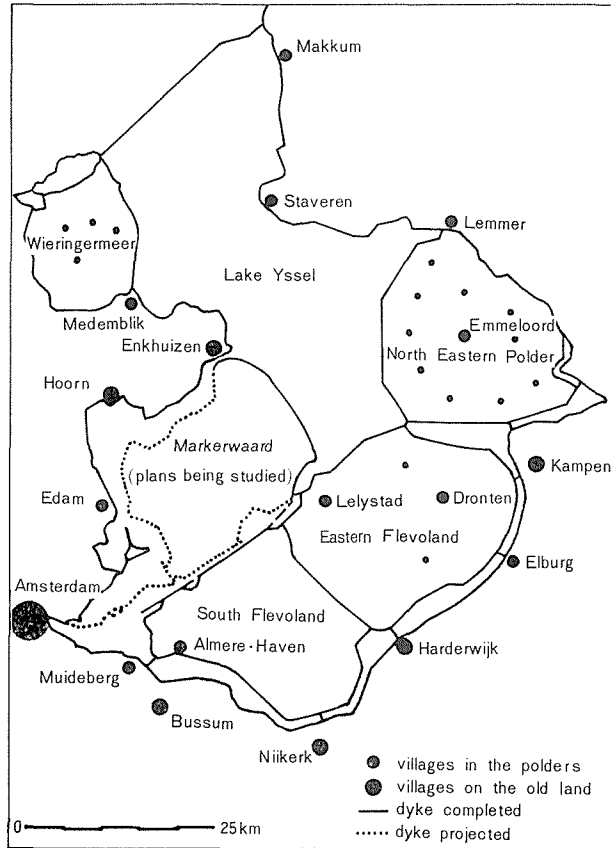 Makkum
Staveren
Lemmer
Wieringermeer
Lake Yssel
Medemblik
Emmeloord
Enkhuizen
North Eastern Polder
Hoorn
Markerwaard
(plans being studied)
Kampen
Edam
Lelystad
Dronten
Eastern Flevoland
Elburg
Amsterdam
South Flevoland
Almere-Haven
Harderwijk
Muideberg
Bussum
Nijkerk
villages in the polders
villages on the old land
dyke completed
dyke projected
0 25km